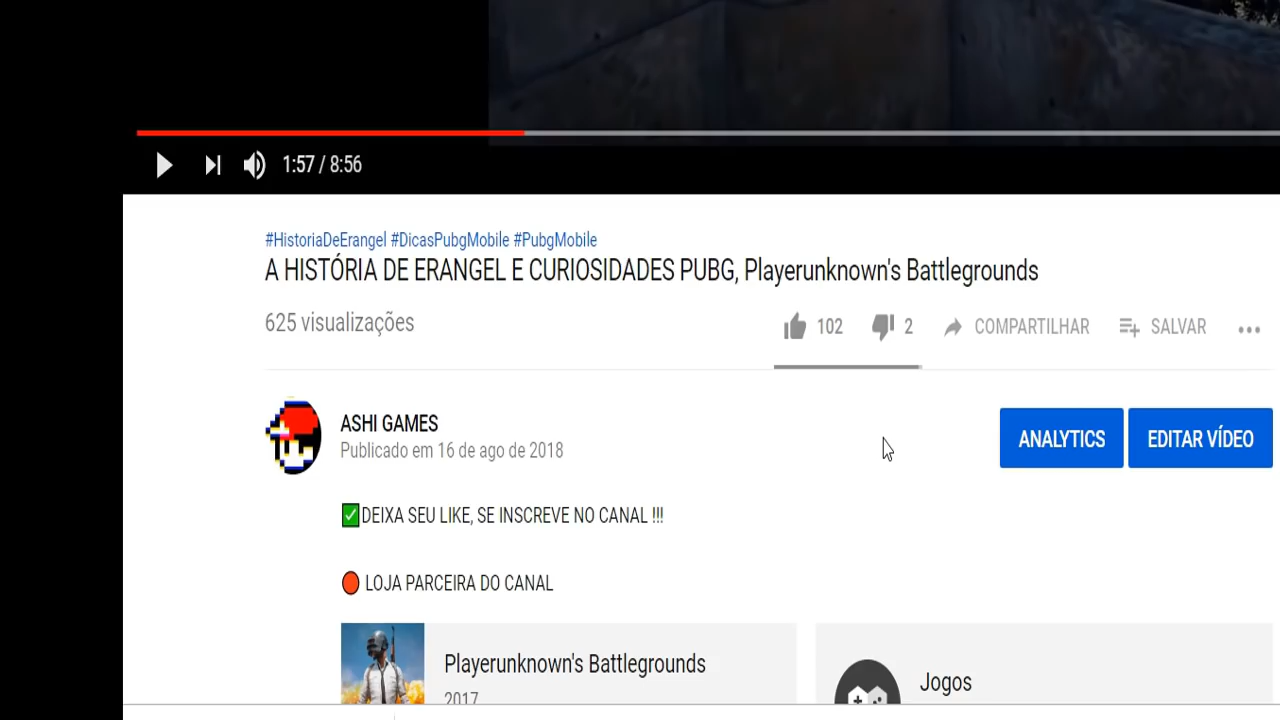 1:57 / 8:56
#HistoriaDeErangel #DicasPubgMobile #PubgMobile
A HISTÓRIA DE ERANGEL E CURIOSIDADES PUBG, Playerunknown's Battlegrounds
625 visualizações
102 2 COMPARTILHAR SALVAR
ASHI GAMES
Publicado em 16 de ago de 2018
ANALYTICS EDITAR VÍDEO
DEIXA SEU LIKE, SE INSCREVE NO CANAL !!!
LOJA PARCEIRA DO CANAL
Playerunknown's Battlegrounds
2017
Jogos